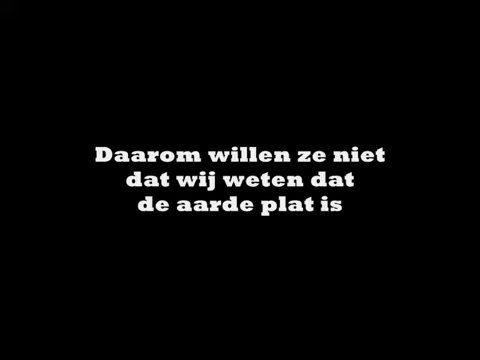 Daarom willen ze niet
dat wij weten dat
de aarde plat is